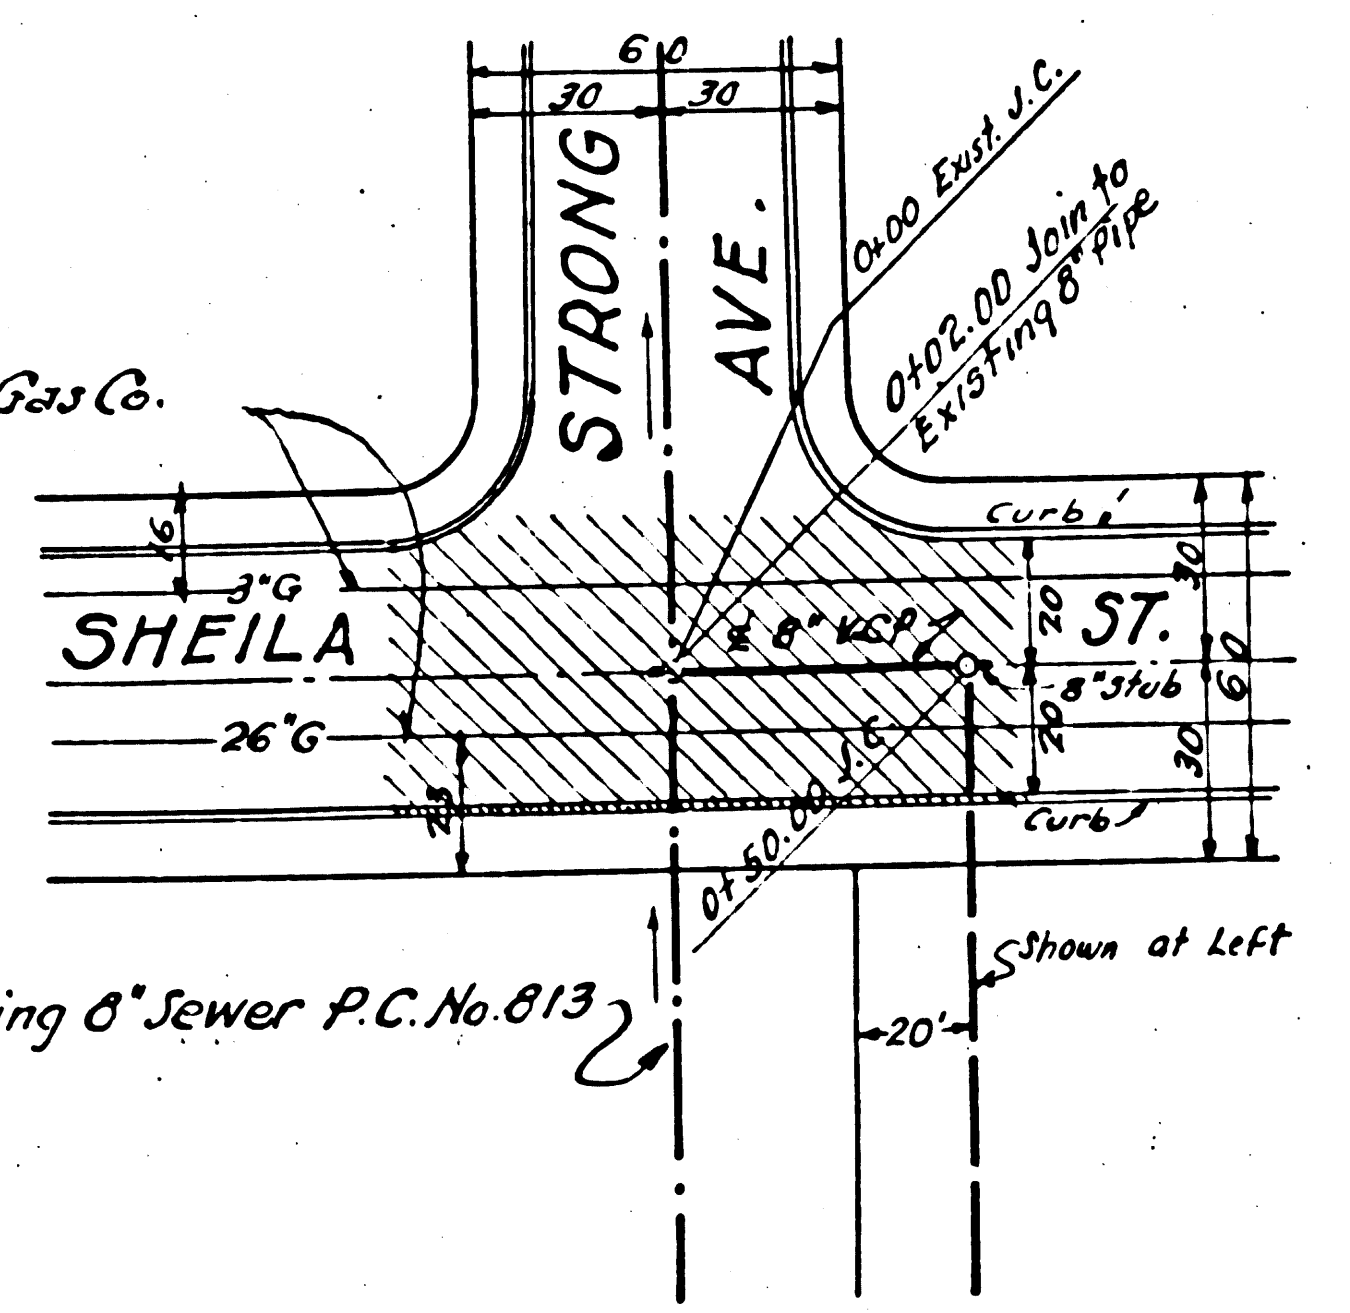 60
30 30
STRONG
AVE.
0+00 Exist. J.C.
0+02.00 Join to
Existing 8" Pipe
Gas Co.
Curb
16
3"G
SHEILA
ST.
℄ 8" V.C.P.
20
30
60
8" Stub
26"G
20
30
23
0+50.00 J.C.
Curb
Shown at Left
ing 8" Sewer P.C. No. 813
20'